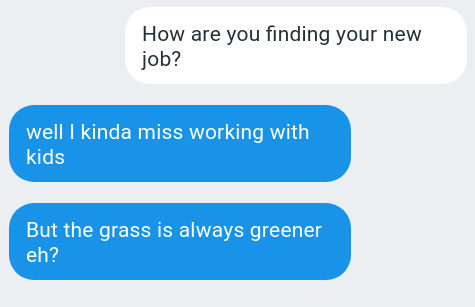 How are you finding your new
job?
well I kinda miss working with
kids
But the grass is always greener
eh?